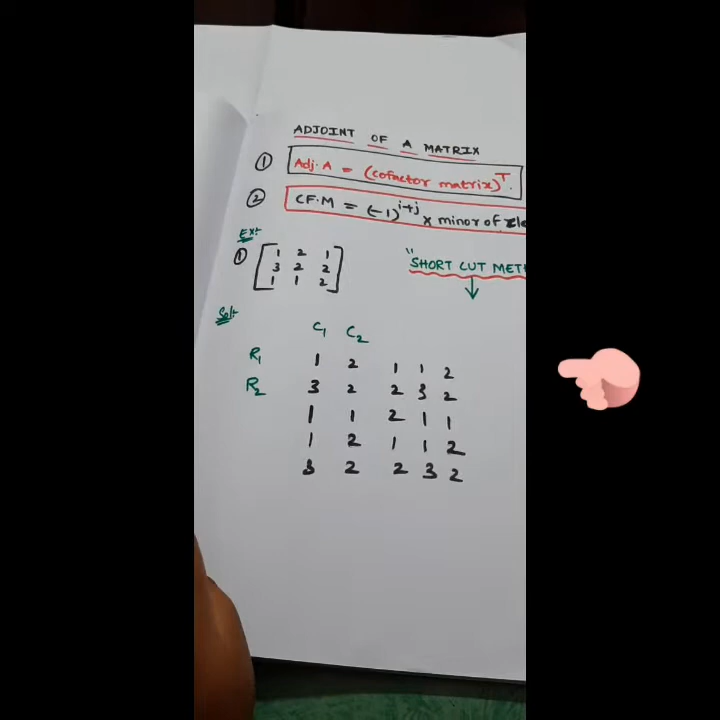 ADJOINT OF A MATRIX
① Adj. A = (cofactor matrix)ᵀ.
② CF.M = (-1)^{i+j} x minor of ele
Ex:-
① [1 2 1
3 2 2
1 1 2]
"SHORT CUT METH
Sol:-
C₁ C₂
R₁ 1 2 1 1 2
R₂ 3 2 2 3 2
1 1 2 1 1
1 2 1 1 2
3 2 2 3 2